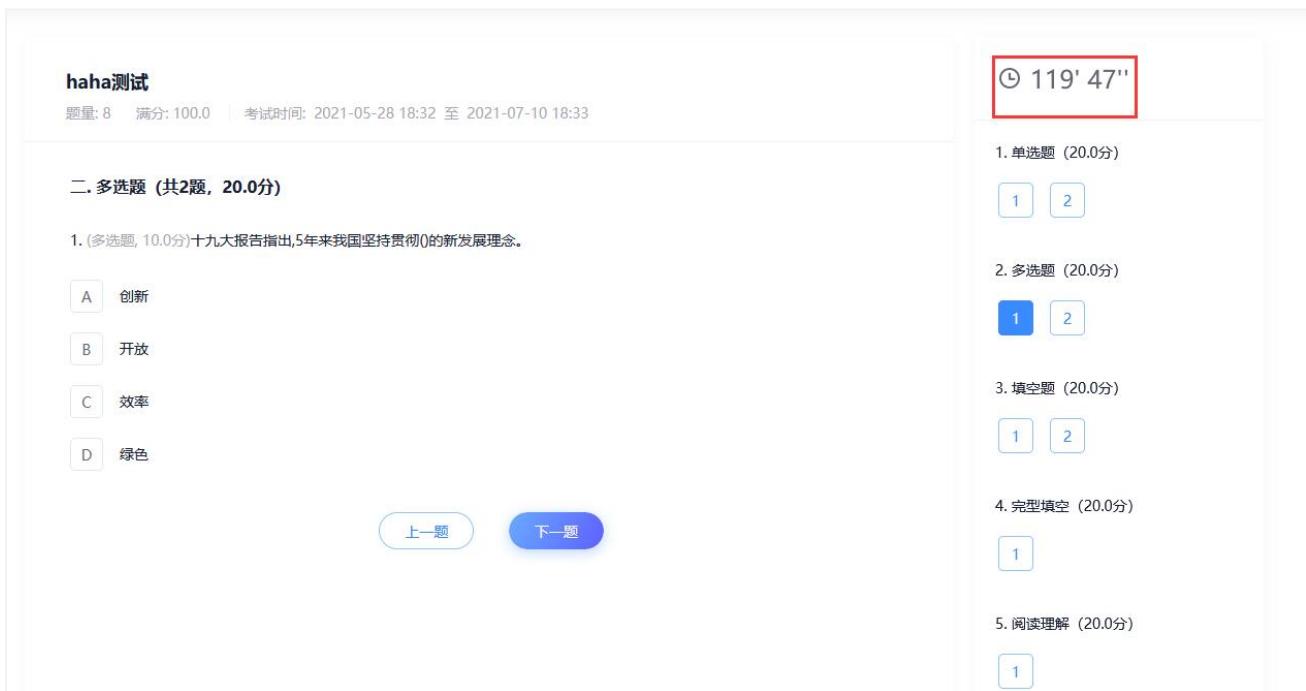 haha测试
题量: 8 满分: 100.0 考试时间: 2021-05-28 18:32 至 2021-07-10 18:33
二. 多选题 (共2题, 20.0分)
1. (多选题, 10.0分)十九大报告指出,5年来我国坚持贯彻()的新发展理念。
A 创新
B 开放
C 效率
D 绿色
上一题 下一题
119' 47''
1. 单选题 (20.0分)
1 2
2. 多选题 (20.0分)
1 2
3. 填空题 (20.0分)
1 2
4. 完型填空 (20.0分)
1
5. 阅读理解 (20.0分)
1